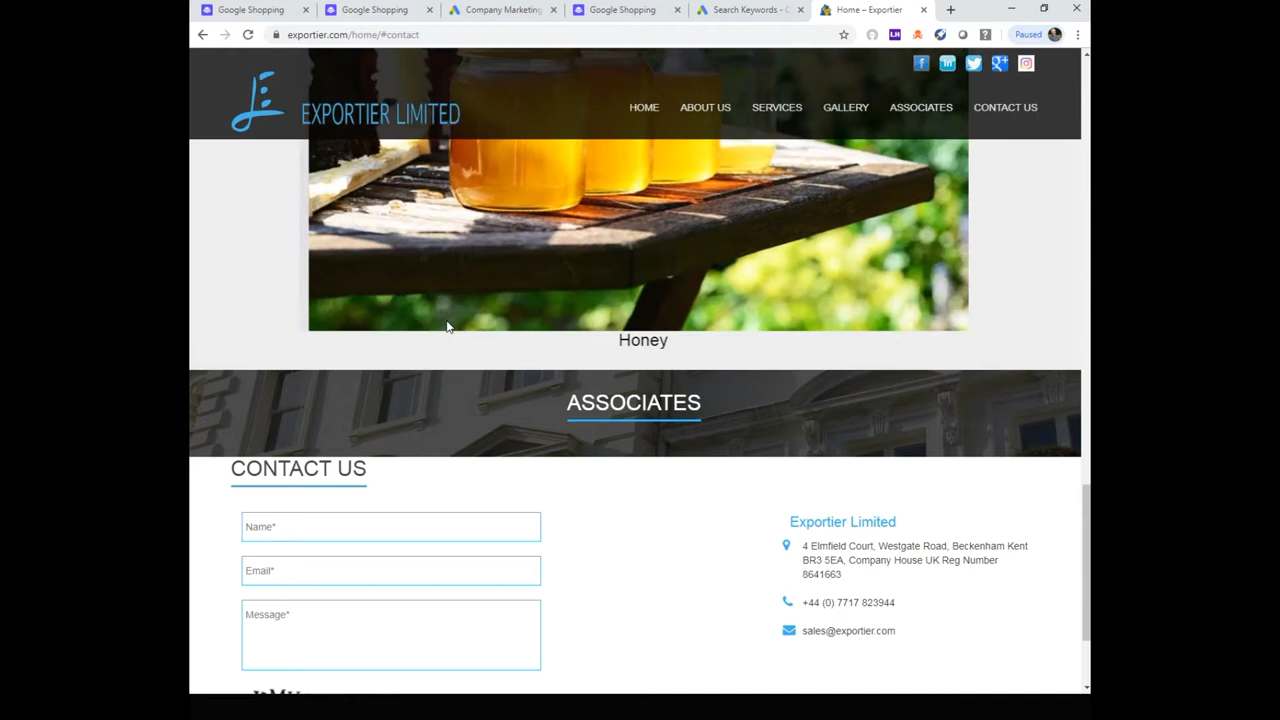 Google Shopping
Google Shopping
Company Marketing
Google Shopping
Search Keywords - C
Home – Exportier
exportier.com/home/#contact
LH
Paused
EXPORTIER LIMITED
HOME ABOUT US SERVICES GALLERY ASSOCIATES CONTACT US
Honey
ASSOCIATES
CONTACT US
Name*
Email*
Message*
Exportier Limited
4 Elmfield Court, Westgate Road, Beckenham Kent
BR3 5EA, Company House UK Reg Number
8641663
+44 (0) 7717 823944
sales@exportier.com